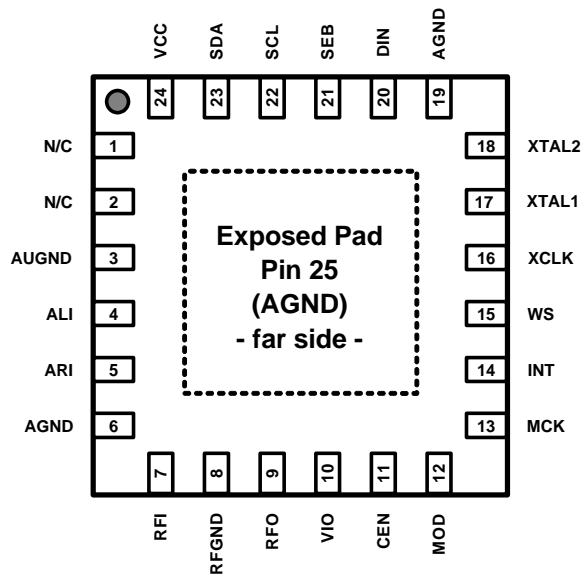 VCC
SDA
SCL
SEB
DIN
AGND
24
23
22
21
20
19
N/C 1
N/C 2
AUGND 3
ALI 4
ARI 5
AGND 6
Exposed Pad
Pin 25
(AGND)
- far side -
18 XTAL2
17 XTAL1
16 XCLK
15 WS
14 INT
13 MCK
7
8
9
10
11
12
RFI
RFGND
RFO
VIO
CEN
MOD